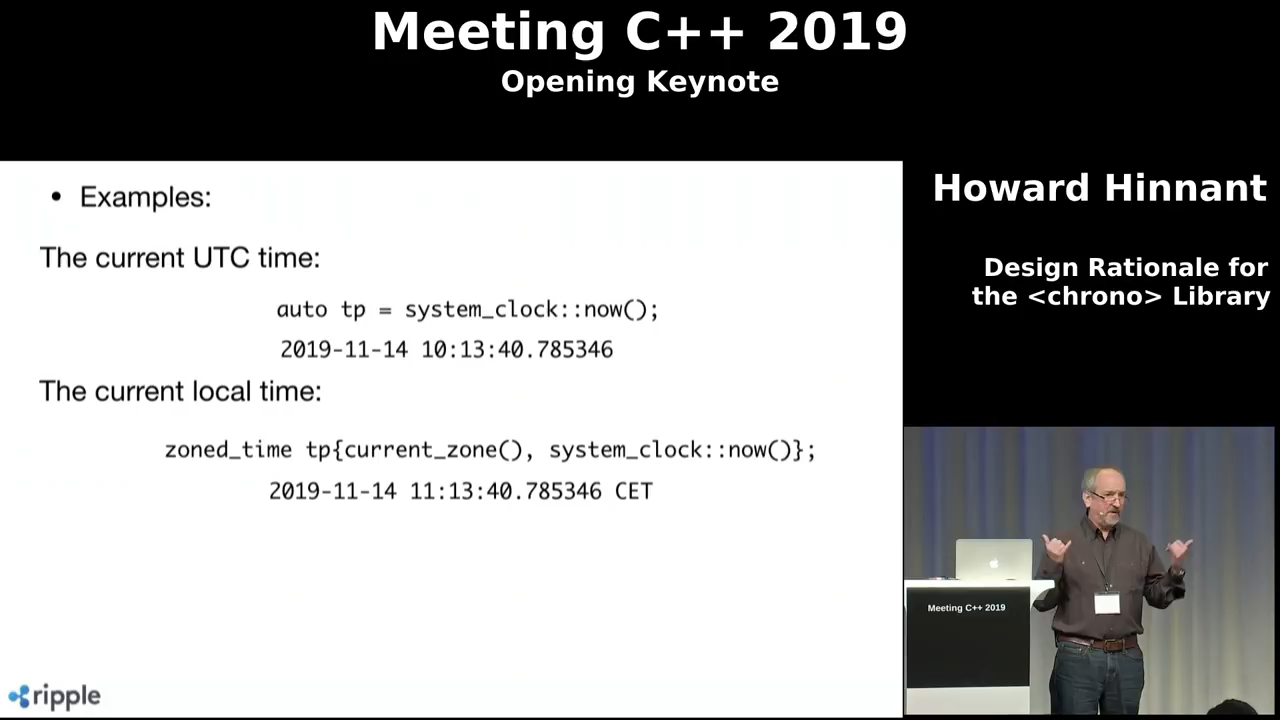 Meeting C++ 2019
Opening Keynote
• Examples:
The current UTC time:
auto tp = system_clock::now();
2019-11-14 10:13:40.785346
The current local time:
zoned_time tp{current_zone(), system_clock::now()};
2019-11-14 11:13:40.785346 CET
ripple
Howard Hinnant
Design Rationale for
the <chrono> Library
Meeting C++ 2019